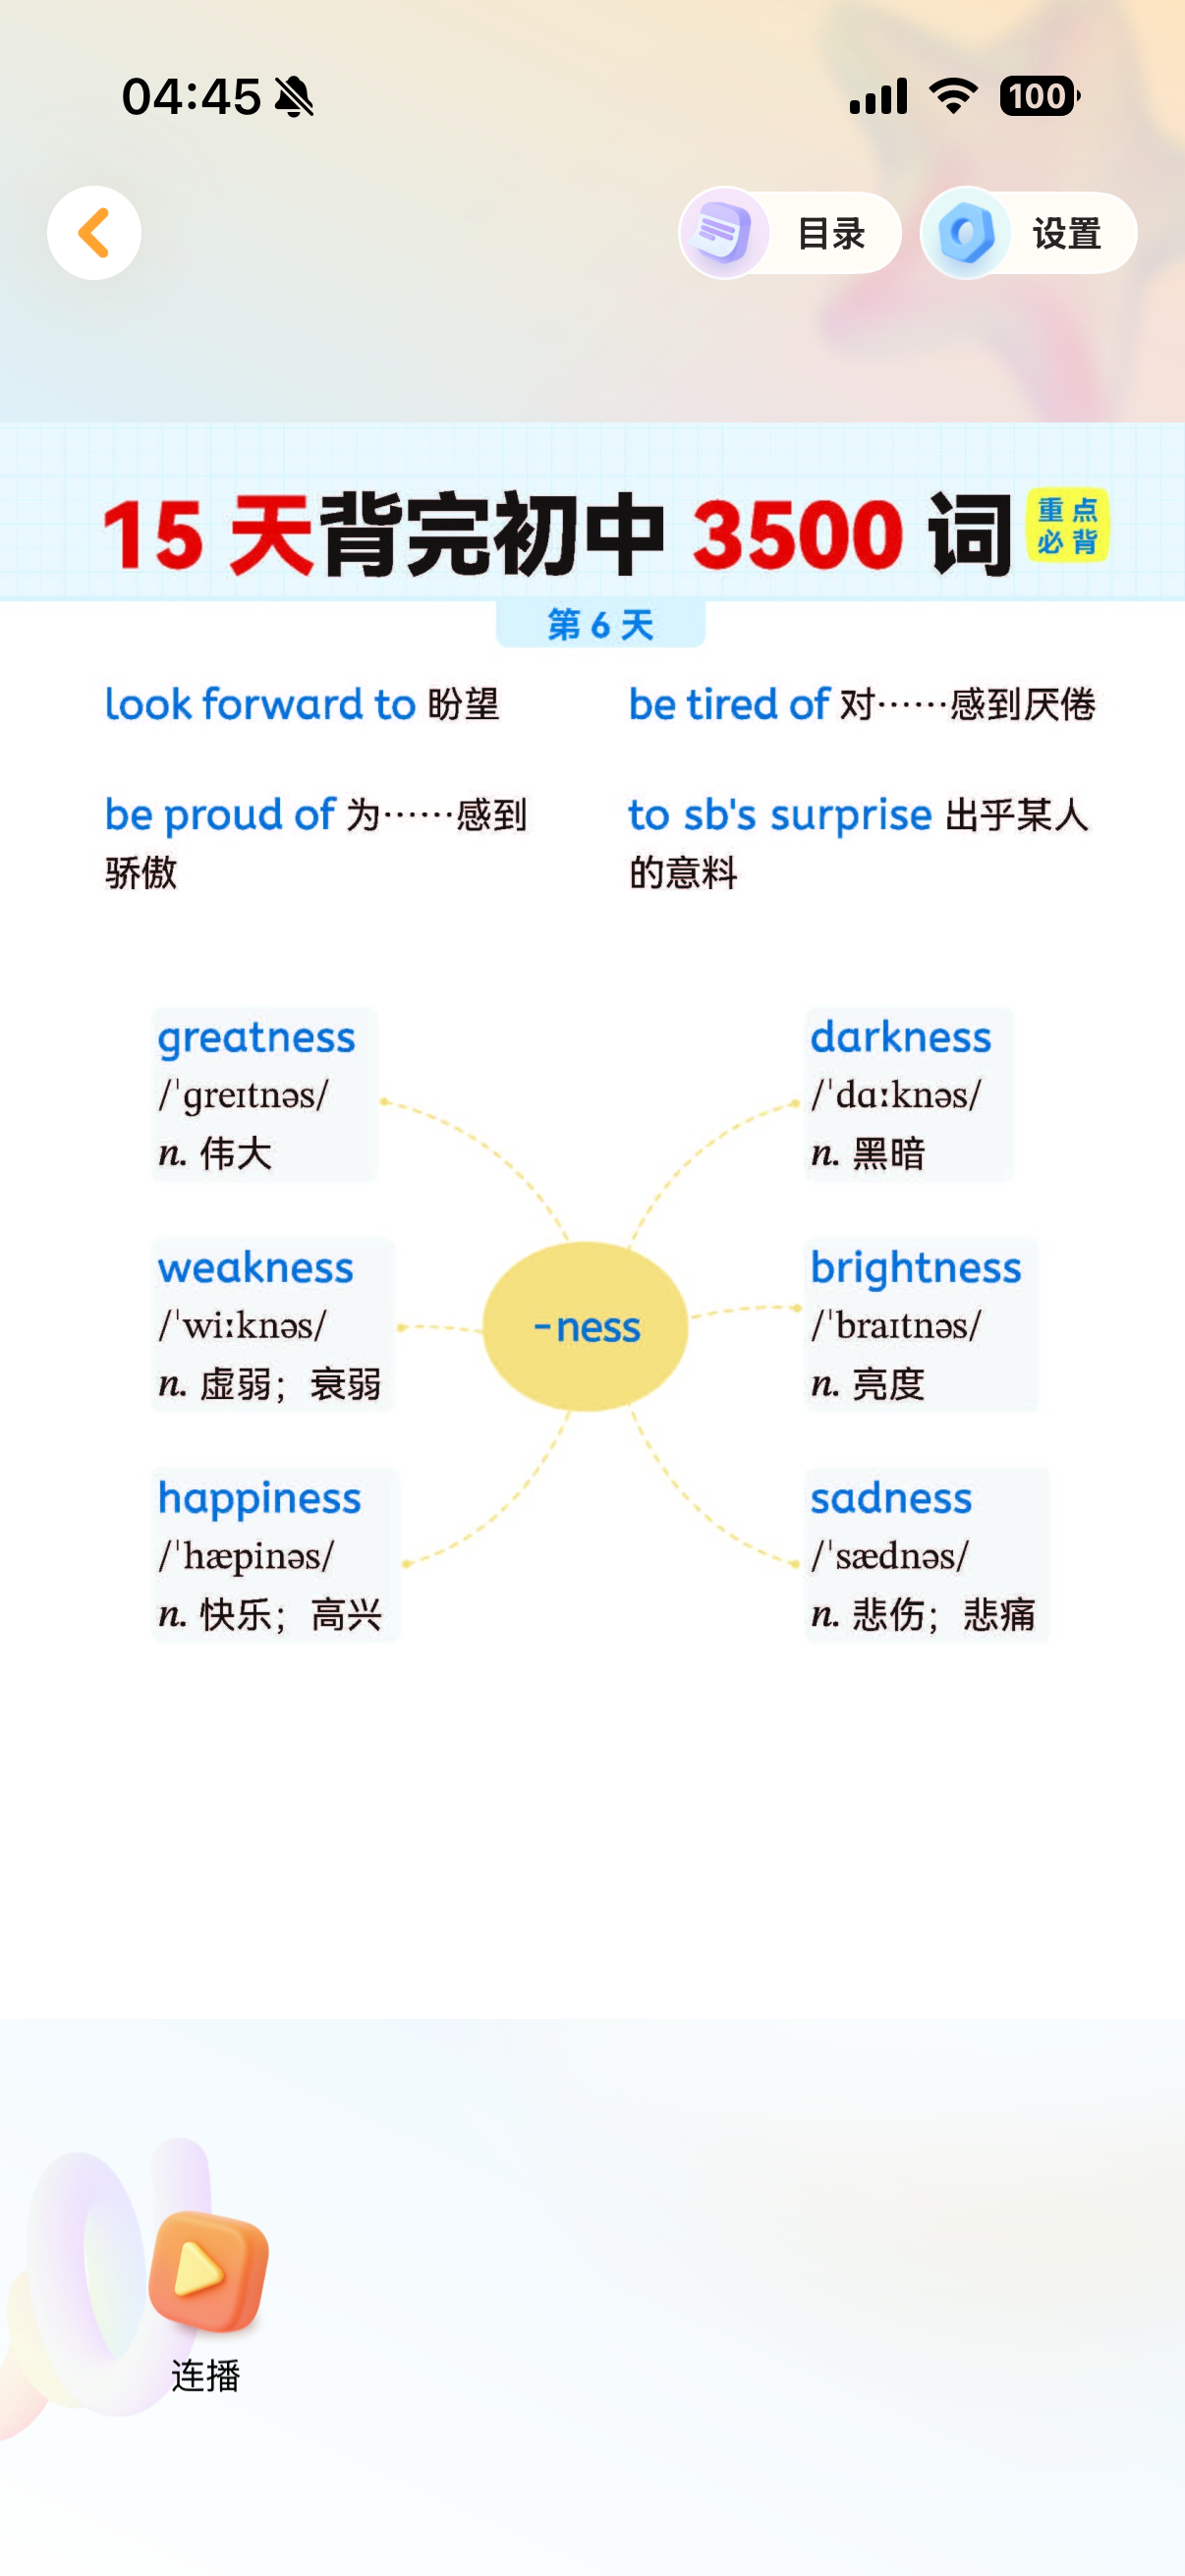 04:45
100
目录
设置
15 天背完初中 3500 词
重点
必背
第 6 天
look forward to 盼望
be tired of 对……感到厌倦
be proud of 为……感到
骄傲
to sb's surprise 出乎某人
的意料
greatness
/ˈɡreɪtnəs/
n. 伟大
darkness
/ˈdɑːknəs/
n. 黑暗
weakness
/ˈwiːknəs/
n. 虚弱；衰弱
-ness
brightness
/ˈbraɪtnəs/
n. 亮度
happiness
/ˈhæpinəs/
n. 快乐；高兴
sadness
/ˈsædnəs/
n. 悲伤；悲痛
连播